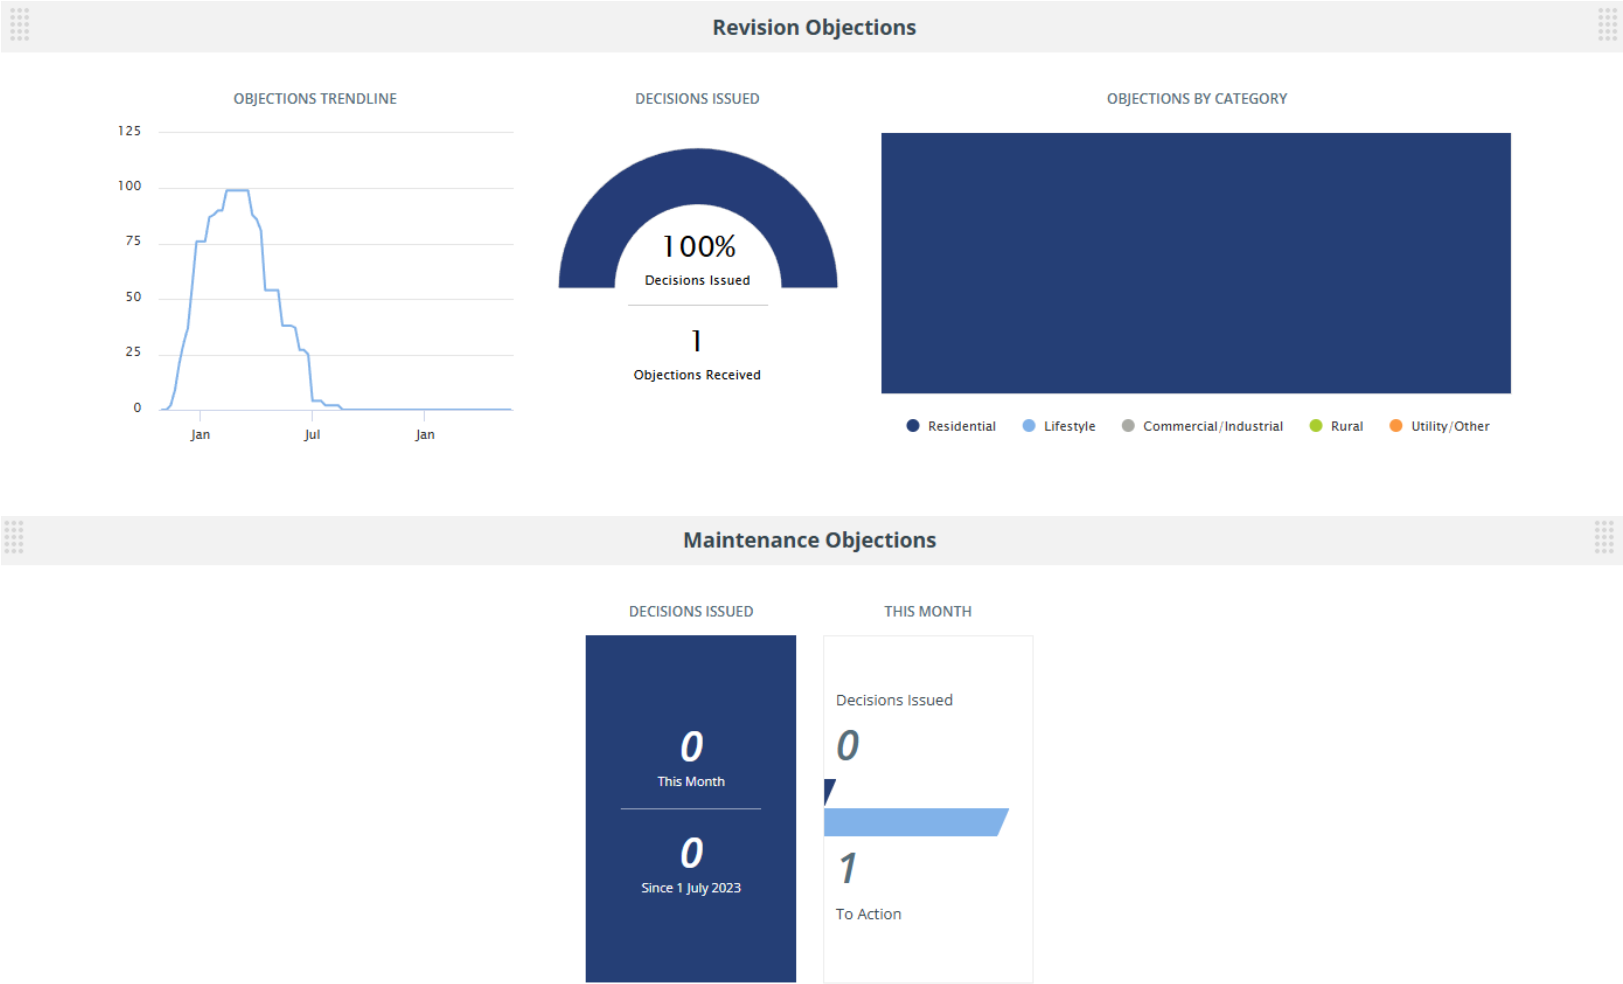 Revision Objections
OBJECTIONS TRENDLINE
125
100
75
50
25
0
Jan
Jul
Jan
DECISIONS ISSUED
100%
Decisions Issued
1
Objections Received
OBJECTIONS BY CATEGORY
Residential
Lifestyle
Commercial/Industrial
Rural
Utility/Other
Maintenance Objections
DECISIONS ISSUED
0
This Month
0
Since 1 July 2023
THIS MONTH
Decisions Issued
0
1
To Action